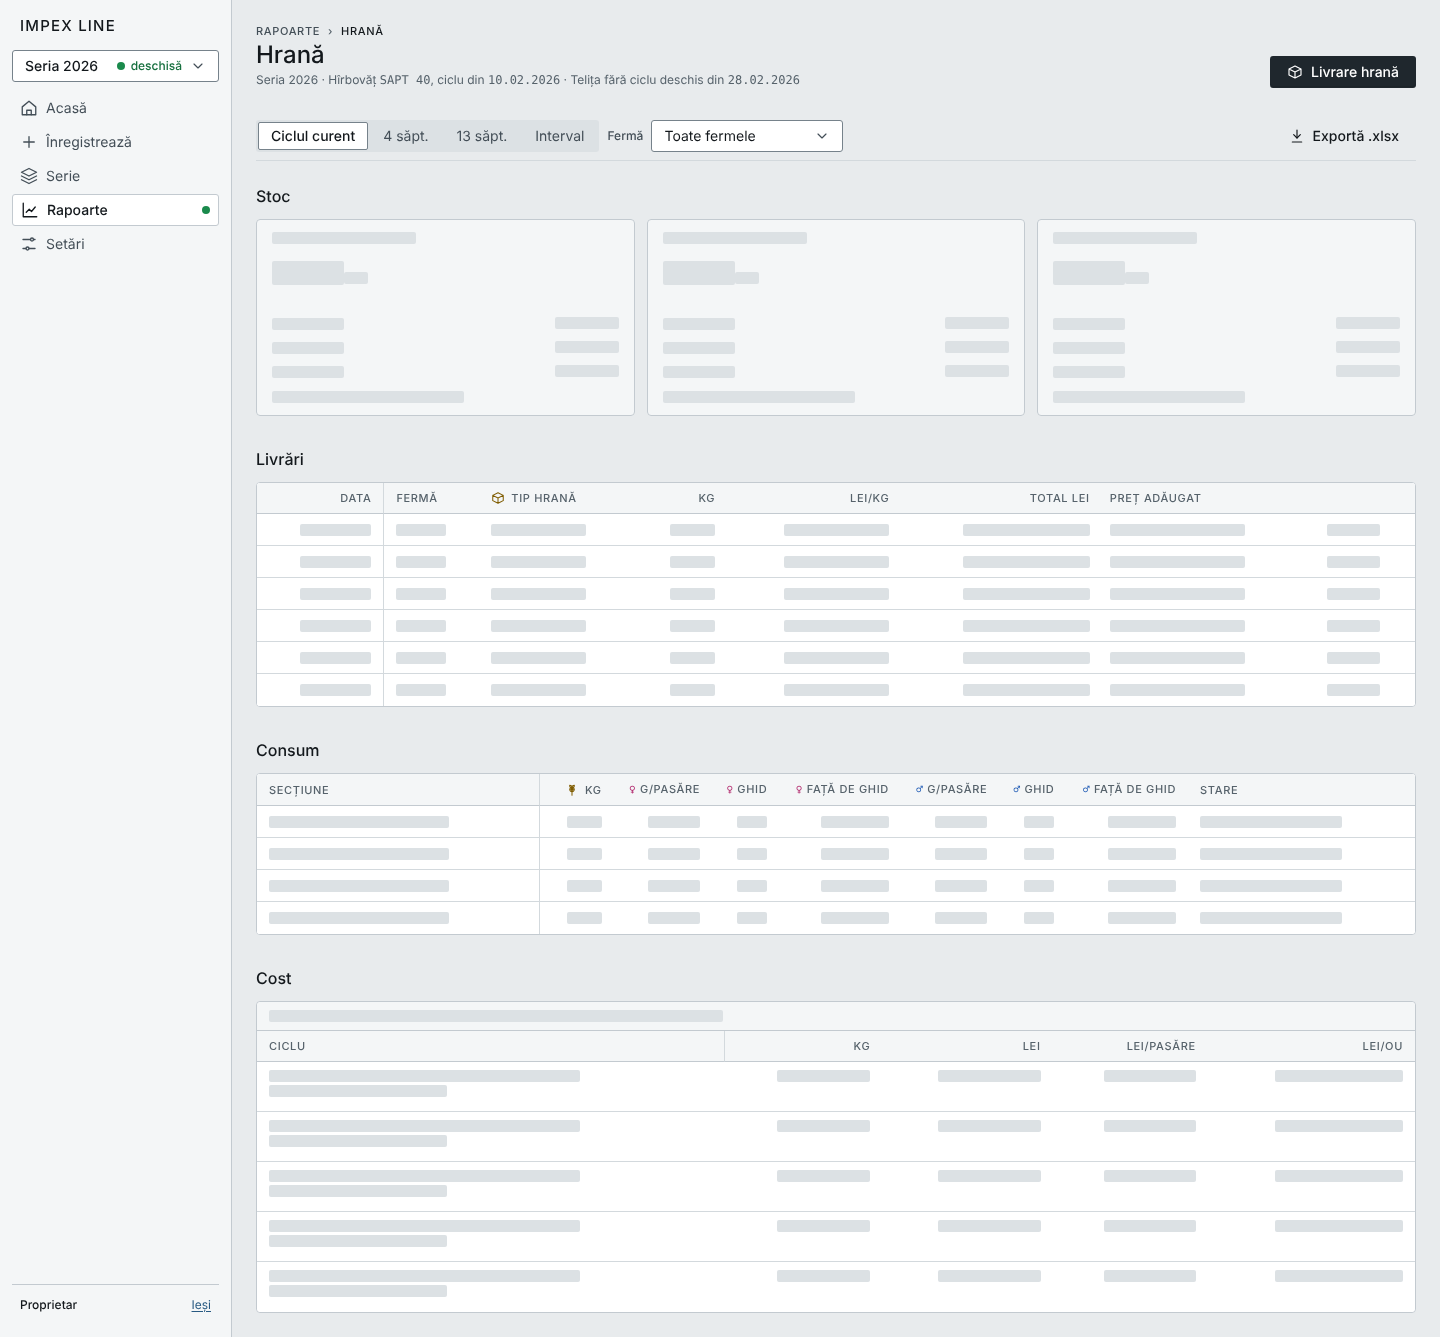 IMPEX LINE
Seria 2026 deschisă
Acasă
Înregistrează
Serie
Rapoarte
Setări
Proprietar Ieși
RAPOARTE › HRANĂ
Hrană
Seria 2026 · Hîrbovăț SAPT 40, ciclu din 10.02.2026 · Telița fără ciclu deschis din 28.02.2026
Livrare hrană
Ciclul curent 4 săpt. 13 săpt. Interval Fermă Toate fermele Exportă .xlsx
Stoc
Livrări
DATA FERMĂ TIP HRANĂ KG LEI/KG TOTAL LEI PREȚ ADĂUGAT
Consum
SECȚIUNE KG ♀ G/PASĂRE ♀ GHID ♀ FAȚĂ DE GHID ♂ G/PASĂRE ♂ GHID ♂ FAȚĂ DE GHID STARE
Cost
CICLU KG LEI LEI/PASĂRE LEI/OU